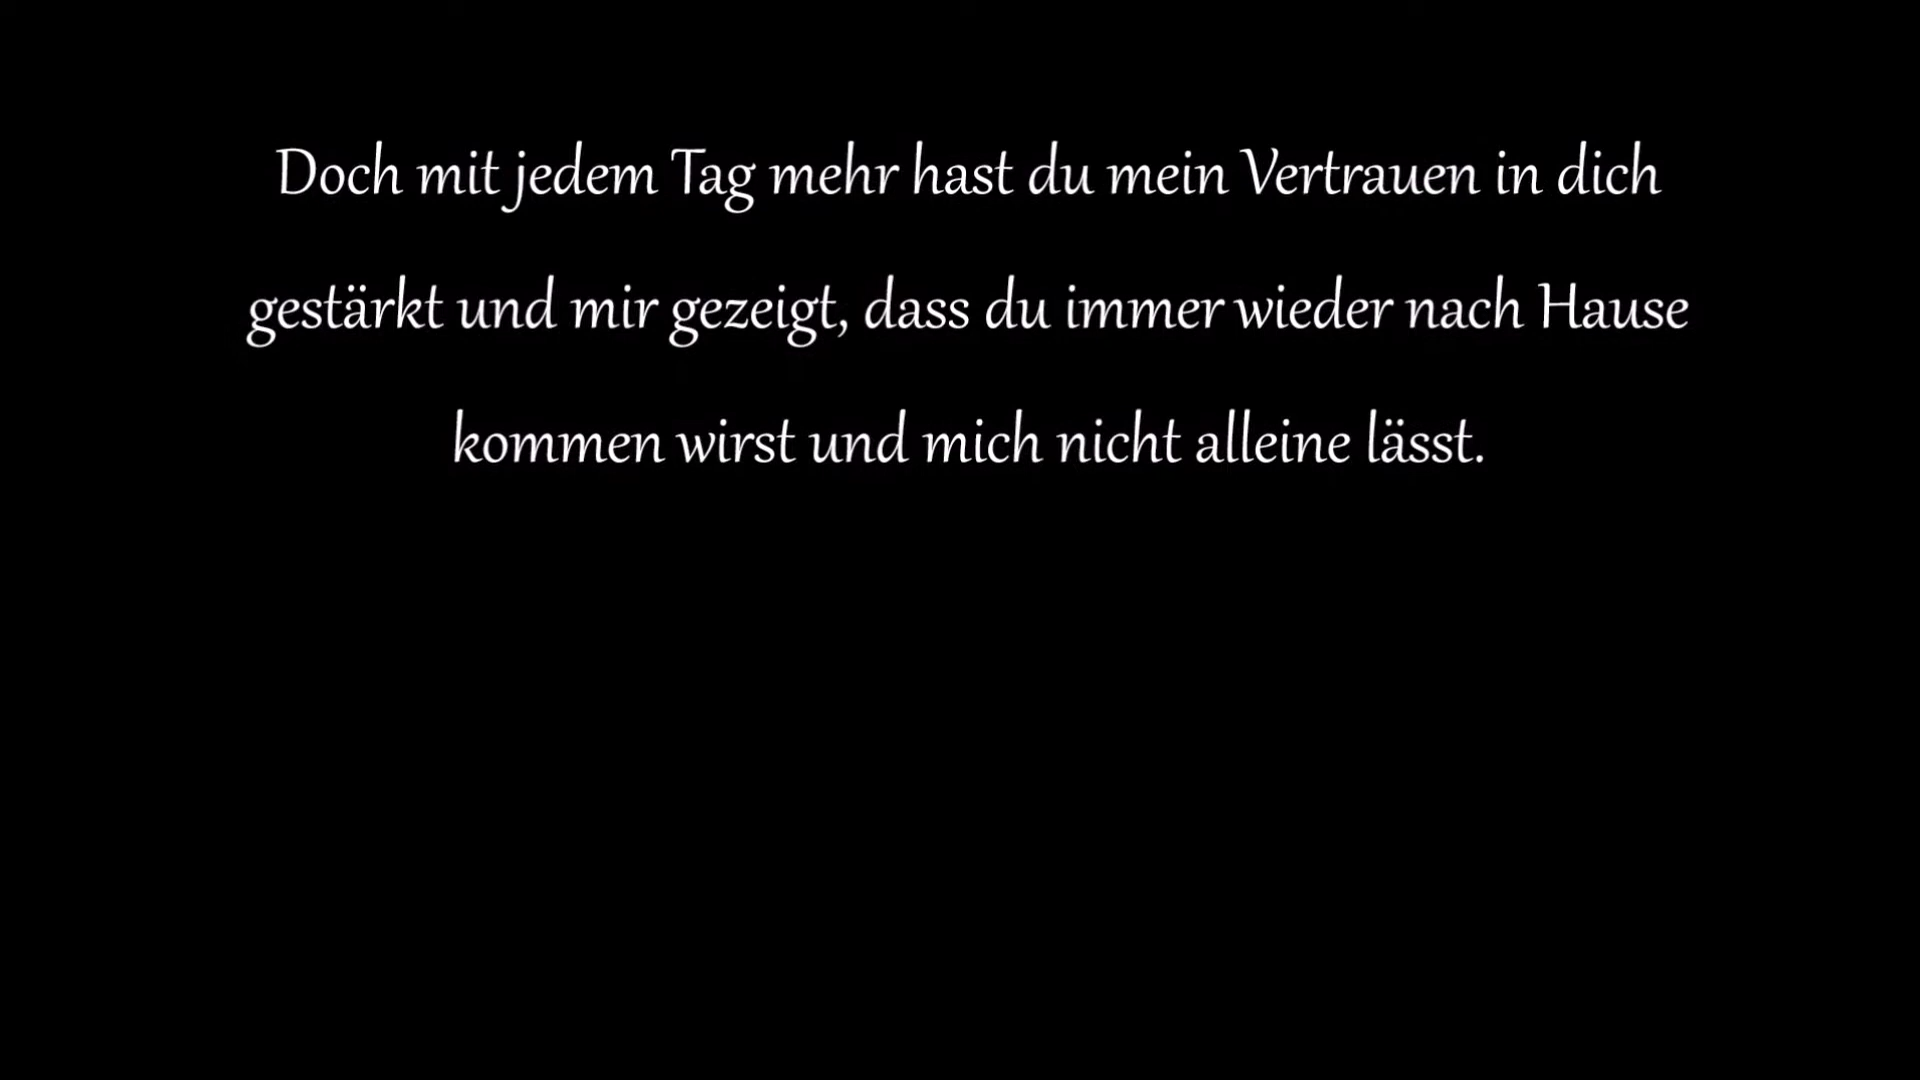 Doch mit jedem Tag mehr hast du mein Vertrauen in dich
gestärkt und mir gezeigt, dass du immer wieder nach Hause
kommen wirst und mich nicht alleine lässt.